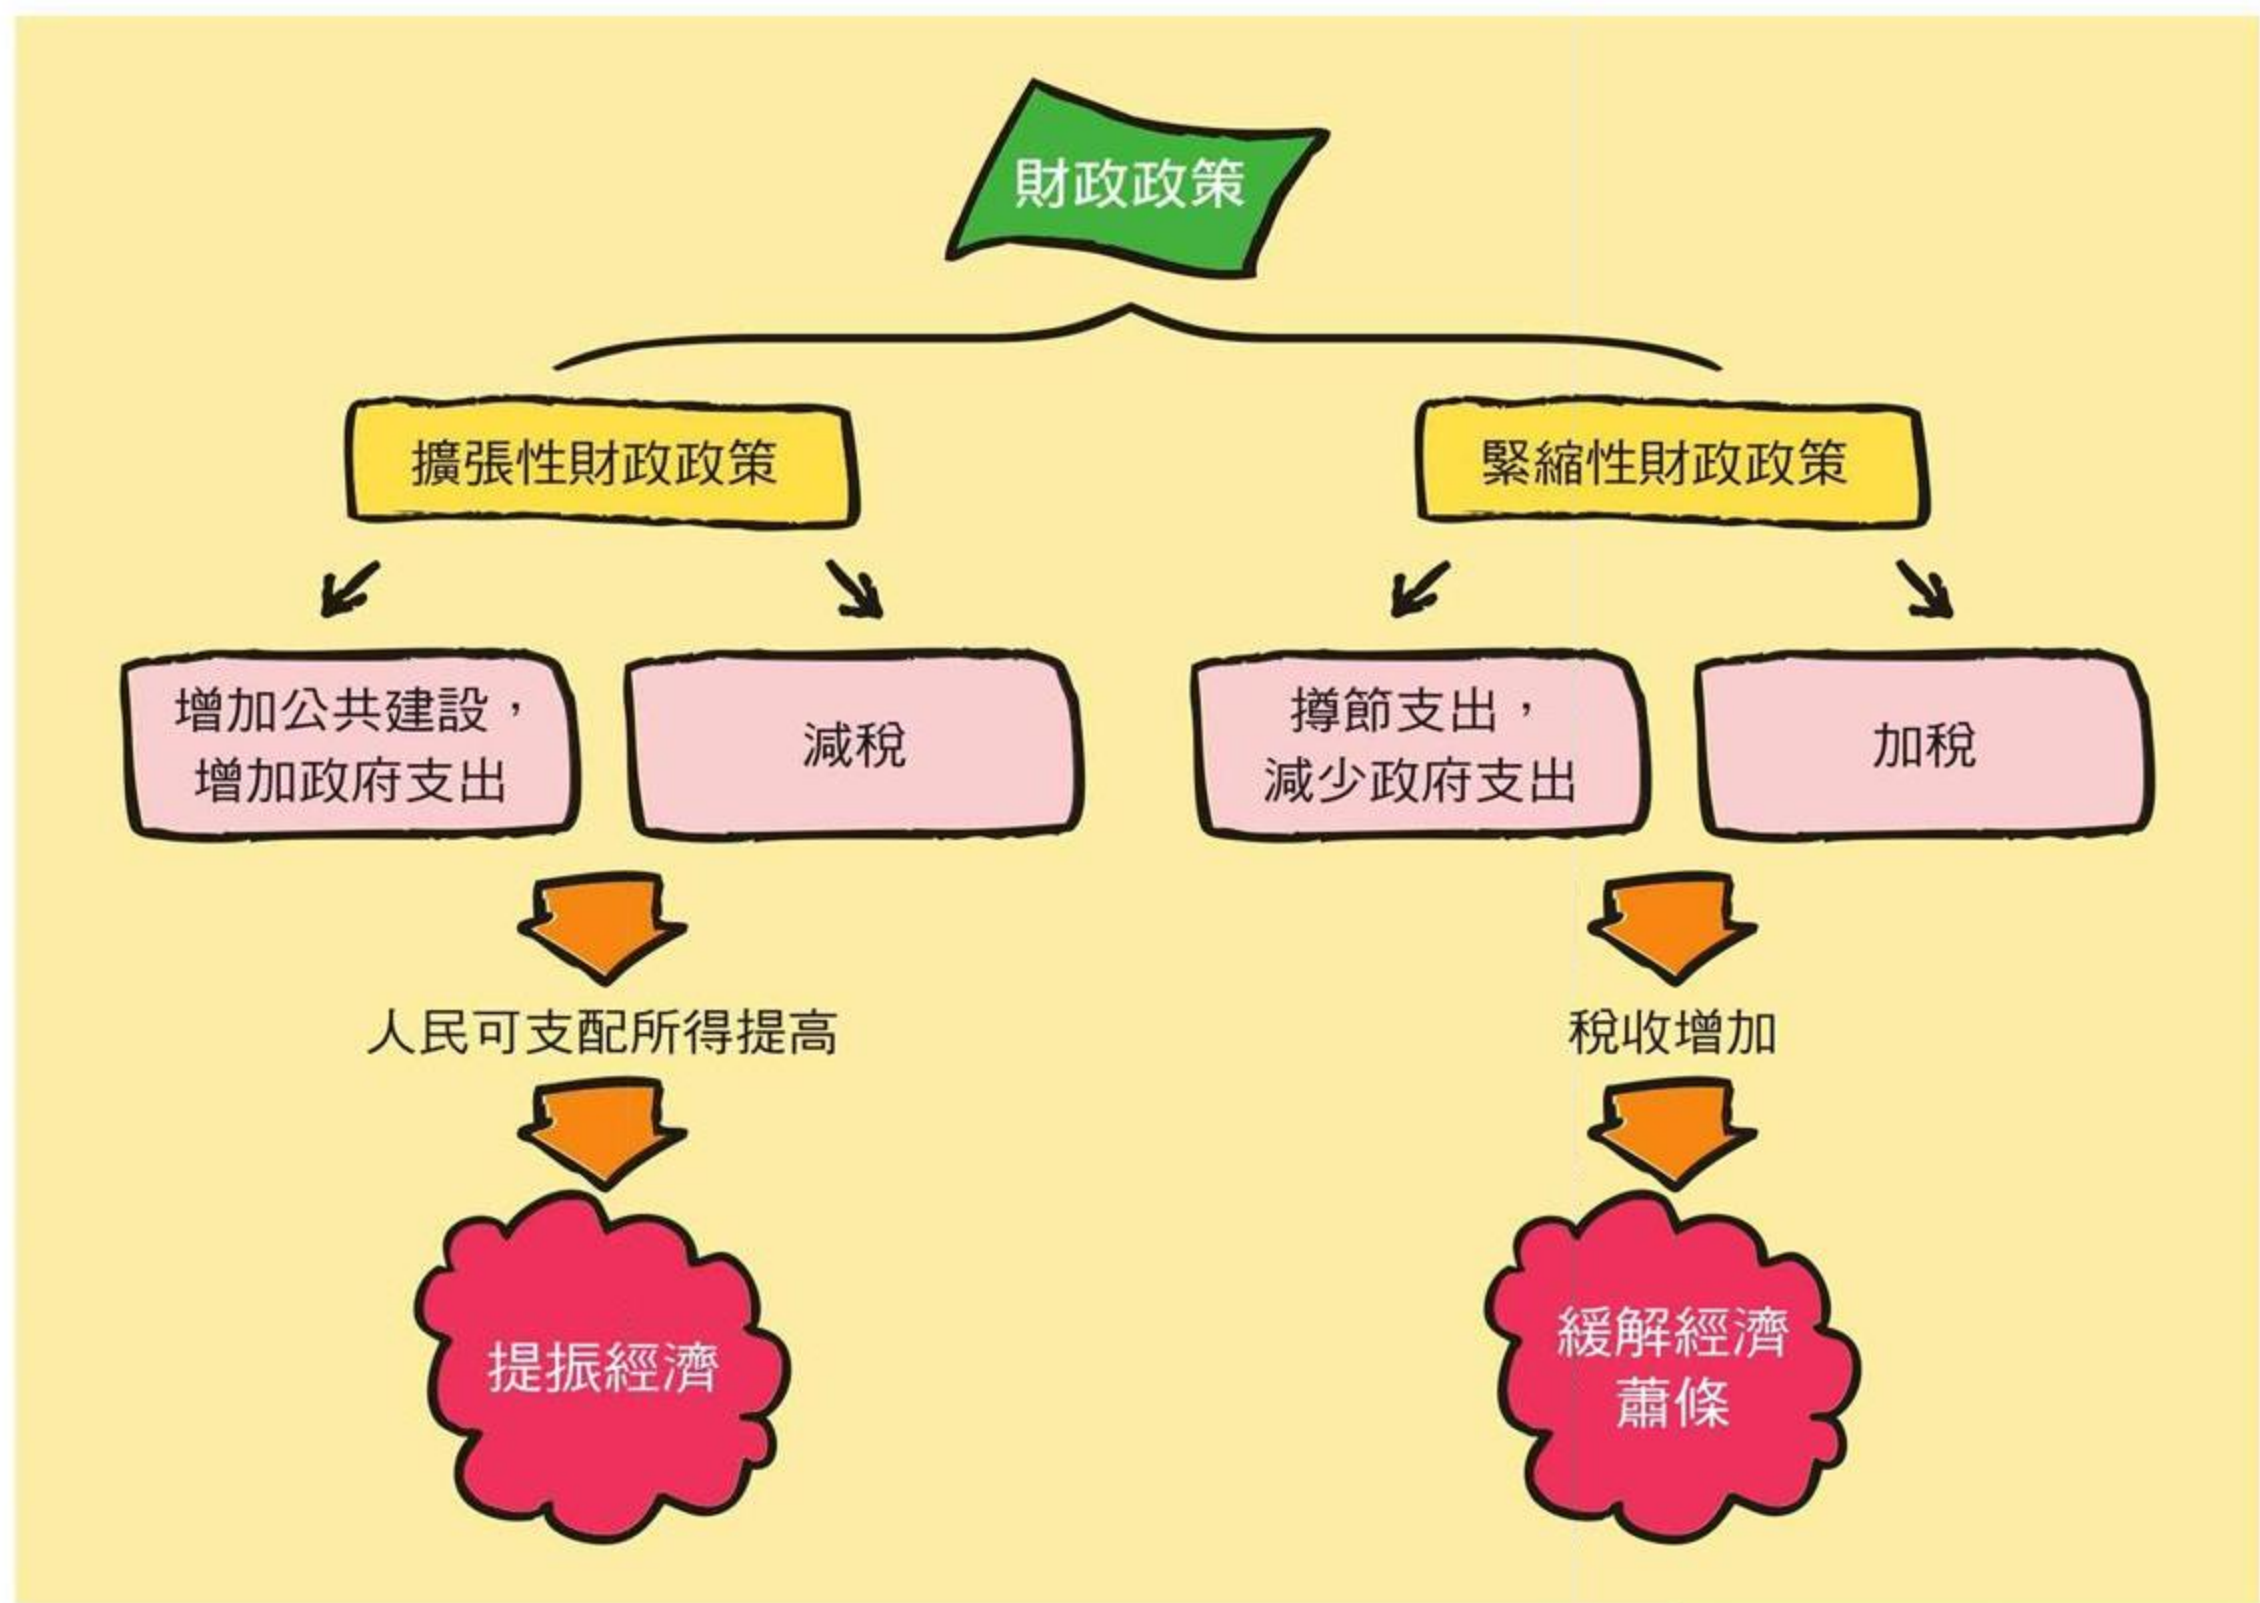 財政政策
擴張性財政政策
緊縮性財政政策
增加公共建設，
增加政府支出
減稅
撙節支出，
減少政府支出
加稅
人民可支配所得提高
稅收增加
提振經濟
緩解經濟
蕭條